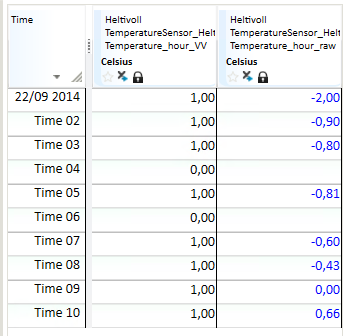 Time
Heltivoll
TemperatureSensor_Helt
Temperature_hour_VV
Celsius
Heltivoll
TemperatureSensor_Helt
Temperature_hour_raw
Celsius
22/09 2014 1,00 -2,00
Time 02 1,00 -0,90
Time 03 1,00 -0,80
Time 04 0,00
Time 05 1,00 -0,81
Time 06 0,00
Time 07 1,00 -0,60
Time 08 1,00 -0,43
Time 09 1,00 0,00
Time 10 1,00 0,66